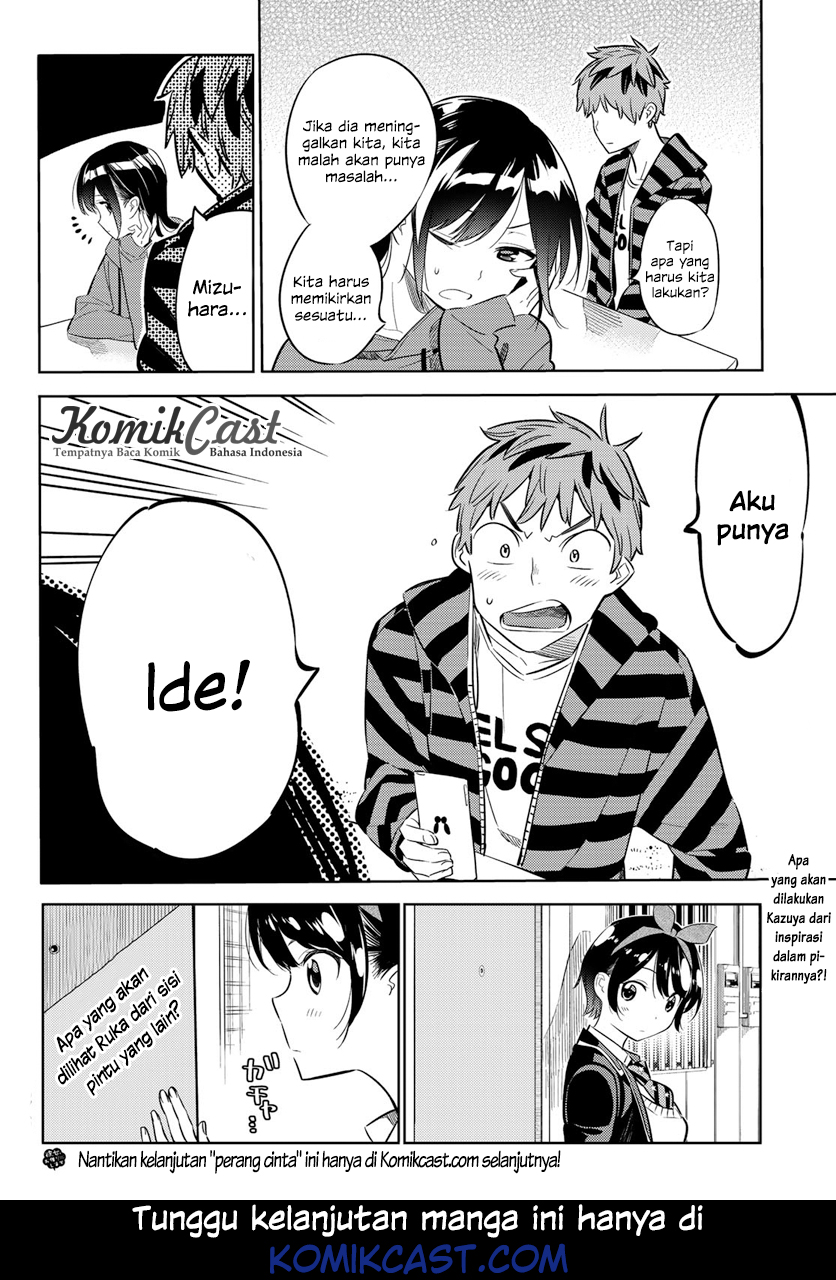 Jika dia mening-
galkan kita, kita
malah akan punya
masalah...
Tapi
apa yang
harus kita
lakukan?
Kita harus
memikirkan
sesuatu...
Mizu-
hara...
KomikCast
Tempatnya Baca Komik Bahasa Indonesia
Aku
punya
Ide!
EL S
GOO
Apa
yang akan
dilakukan
Kazuya dari
inspirasi
dalam pi-
kirannya?!
Apa yang akan
dilihat Ruka dari sisi
pintu yang lain?
ガチャ…
Nantikan kelanjutan "perang cinta" ini hanya di Komikcast.com selanjutnya!
Tunggu kelanjutan manga ini hanya di
KOMIKCAST.COM